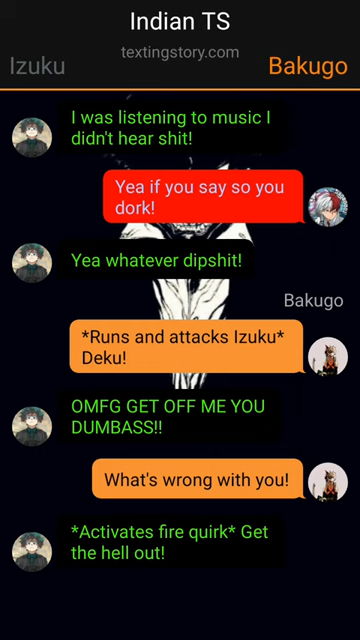 Indian TS
textingstory.com
Izuku
Bakugo
I was listening to music I
didn't hear shit!
Yea if you say so you
dork!
Yea whatever dipshit!
Bakugo
*Runs and attacks Izuku*
Deku!
OMFG GET OFF ME YOU
DUMBASS!!
What's wrong with you!
*Activates fire quirk* Get
the hell out!